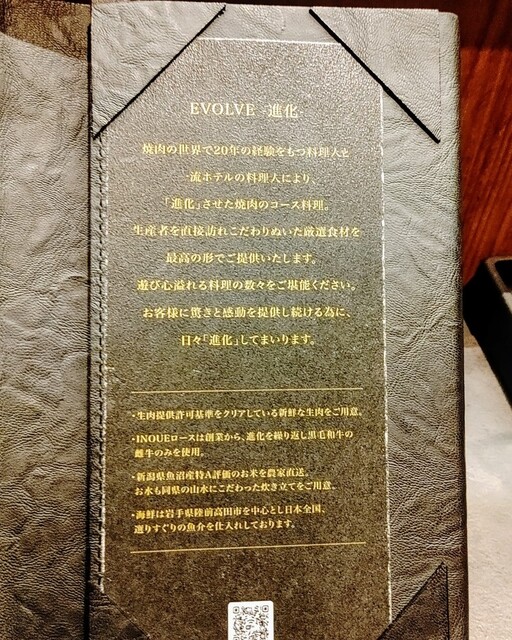 EVOLVE -進化-
焼肉の世界で20年の経験をもつ料理人と
一流ホテルの料理人により、
「進化」させた焼肉のコース料理。
生産者を直接訪れこだわりぬいた厳選食材を
最高の形でご提供いたします。
遊び心溢れる料理の数々をご堪能ください。
お客様に驚きと感動を提供し続ける為に、
日々「進化」してまいります。
・生肉提供許可基準をクリアしている新鮮な生肉をご用意。
・INOUEロースは創業から、進化を繰り返し黒毛和牛の
雌牛のみを使用。
・新潟県魚沼産特A評価のお米を農家直送。
お水も同県の山水にこだわった炊き立てをご用意。
・海鮮は岩手県陸前高田市を中心とし日本全国、
選りすぐりの魚介を仕入れしております。